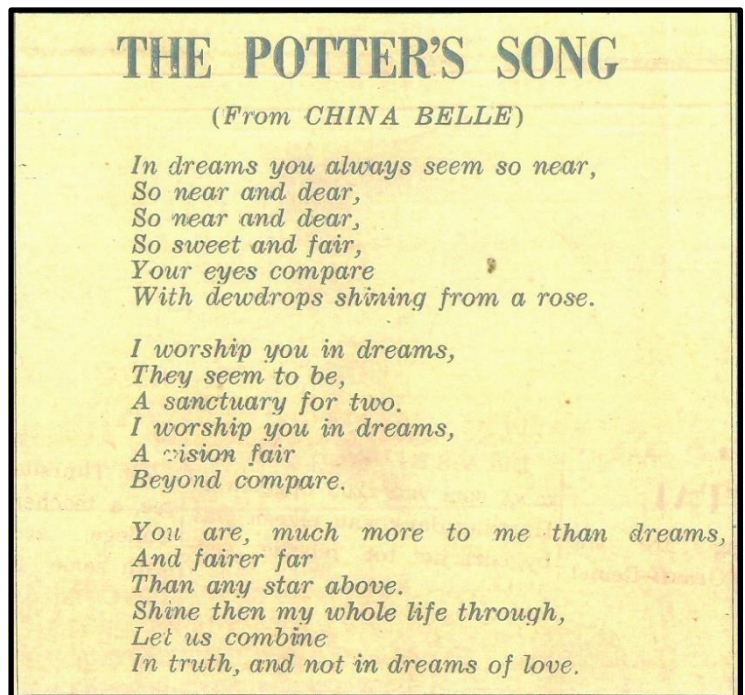 THE POTTER'S SONG
(From CHINA BELLE)
In dreams you always seem so near,
So near and dear,
So near and dear,
So sweet and fair,
Your eyes compare
With dewdrops shining from a rose.
I worship you in dreams,
They seem to be,
A sanctuary for two.
I worship you in dreams,
A vision fair
Beyond compare.
You are, much more to me than dreams,
And fairer far
Than any star above.
Shine then my whole life through,
Let us combine
In truth, and not in dreams of love.